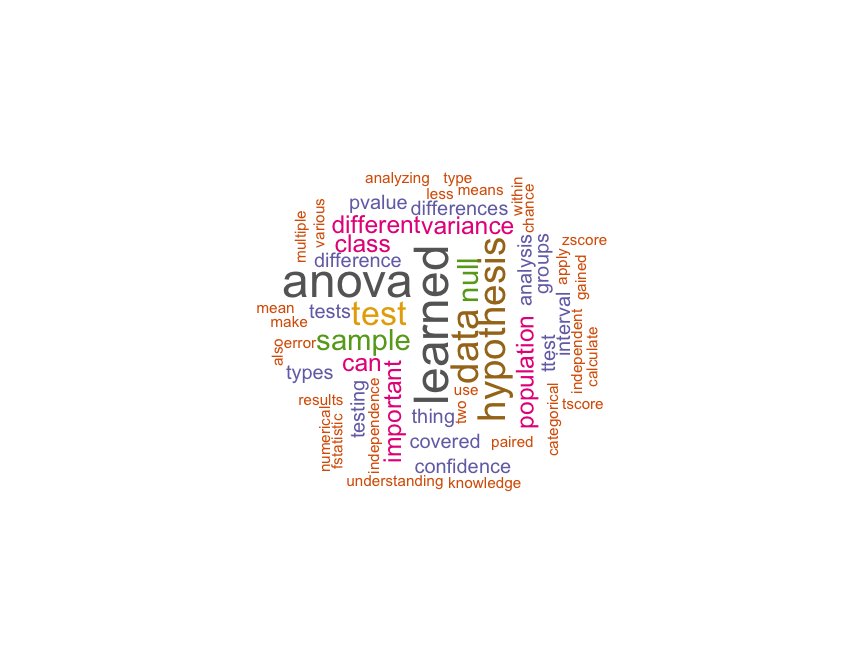 analyzing
type
less
means
within
chance
pvalue
differences
multiple
various
different
variance
class
difference
anova
learned
null
hypothesis
analysis
groups
zscore
apply
gained
mean
make
tests
test
data
population
interval
ttest
independent
calculate
also
error
sample
can
types
important
use
two
results
testing
independence
thing
categorical
tscore
numerical
fstatistic
covered
paired
confidence
understanding
knowledge